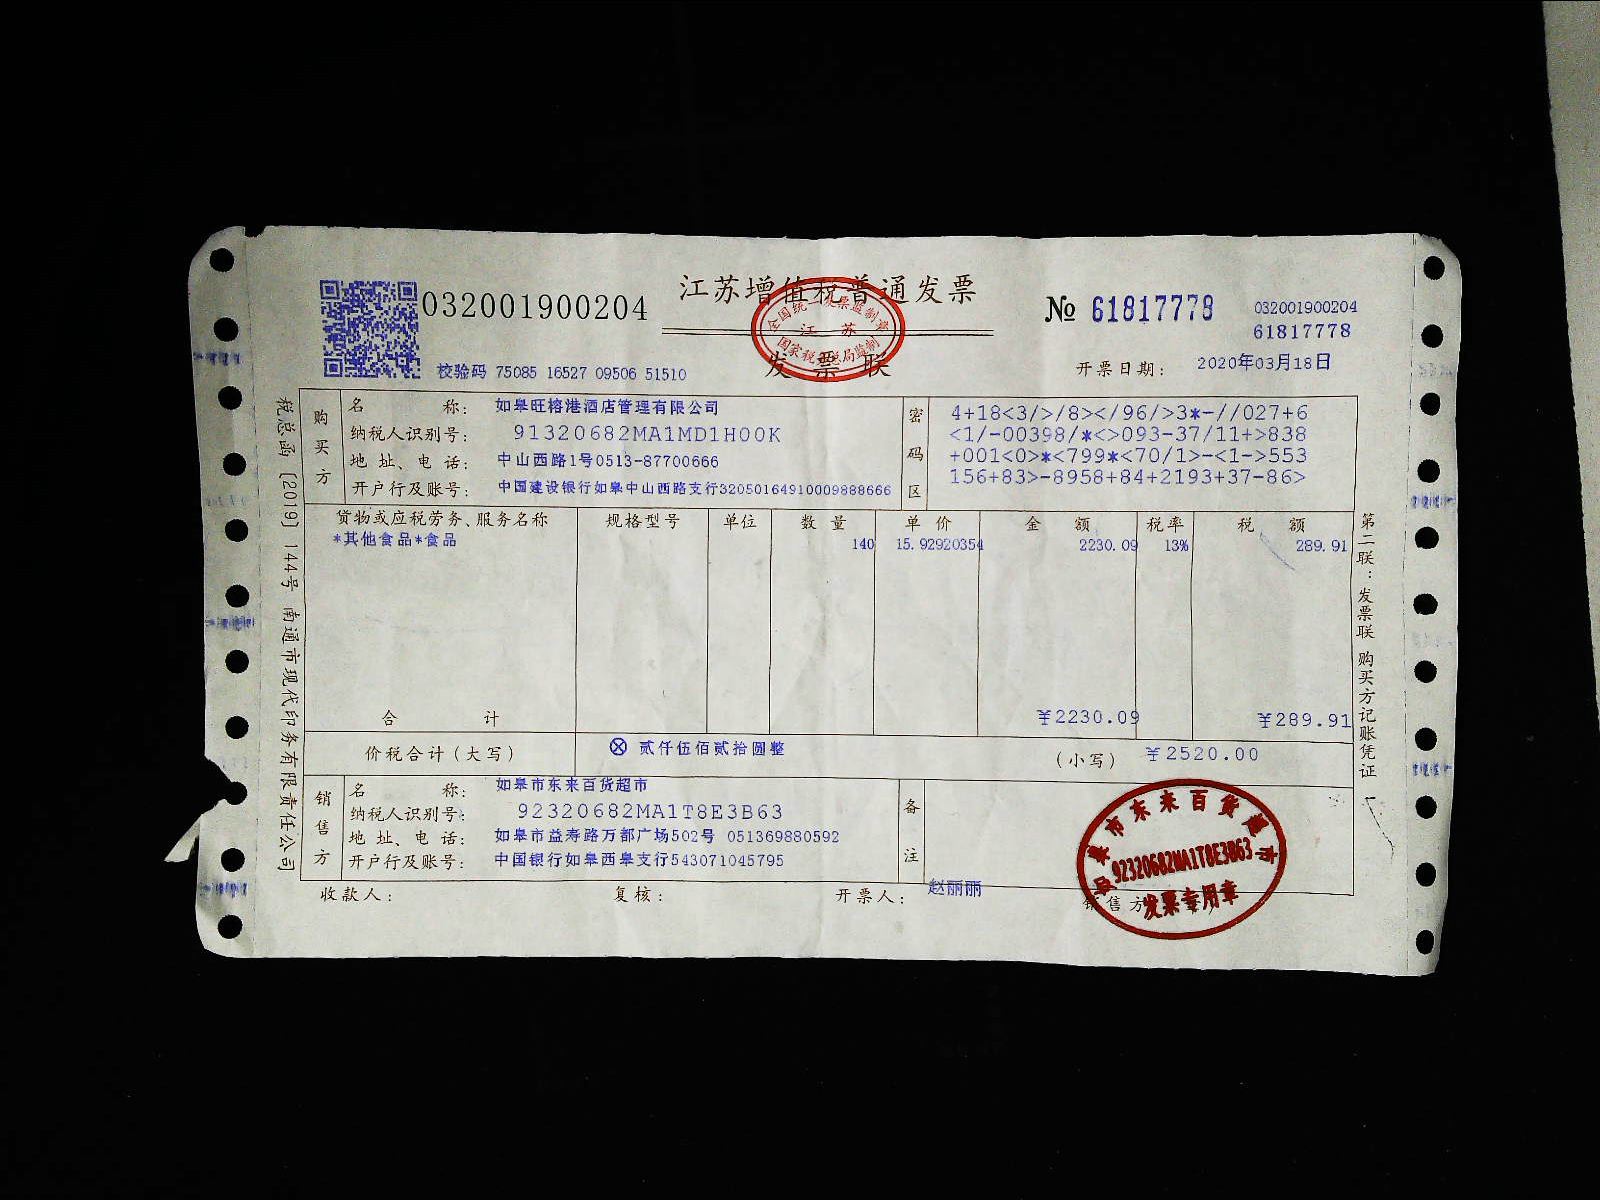 江苏增值税普通发票
032001900204
№ 61817778
032001900204
61817778
全国统一发票监制章
江 苏
国家税务总局监制
发 票 联
校验码 75085 16527 09506 51510
开票日期： 2020年03月18日
购买方
名 称： 如皋旺榕港酒店管理有限公司
纳税人识别号： 91320682MA1MD1H00K
地 址、电 话： 中山西路1号0513-87700666
开户行及账号： 中国建设银行如皋中山西路支行32050164910009888666
密码区
4+18<3/>/8></96/>3*-//027+6
<1/-00398/*<>093-37/11+>838
+001<0>*<799*<70/1>-<1->553
156+83>-8958+84+2193+37-86>
货物或应税劳务、服务名称 规格型号 单位 数 量 单 价 金 额 税率 税 额
*其他食品*食品 140 15.92920354 2230.09 13% 289.91
合 计 ¥2230.09 ¥289.91
价税合计（大写） ⊗ 贰仟伍佰贰拾圆整 （小写） ¥2520.00
销售方
名 称： 如皋市东来百货超市
纳税人识别号： 92320682MA1T8E3B63
地 址、电 话： 如皋市益寿路万都广场502号 051369880592
开户行及账号： 中国银行如皋西皋支行543071045795
备注
收款人： 复核： 开票人： 赵丽丽 销售方
如皋市东来百货超市
92320682MA1T8E3B63
发票专用章
税总函〔2019〕144号 南通市现代印务有限责任公司
第二联：发票联 购买方记账凭证